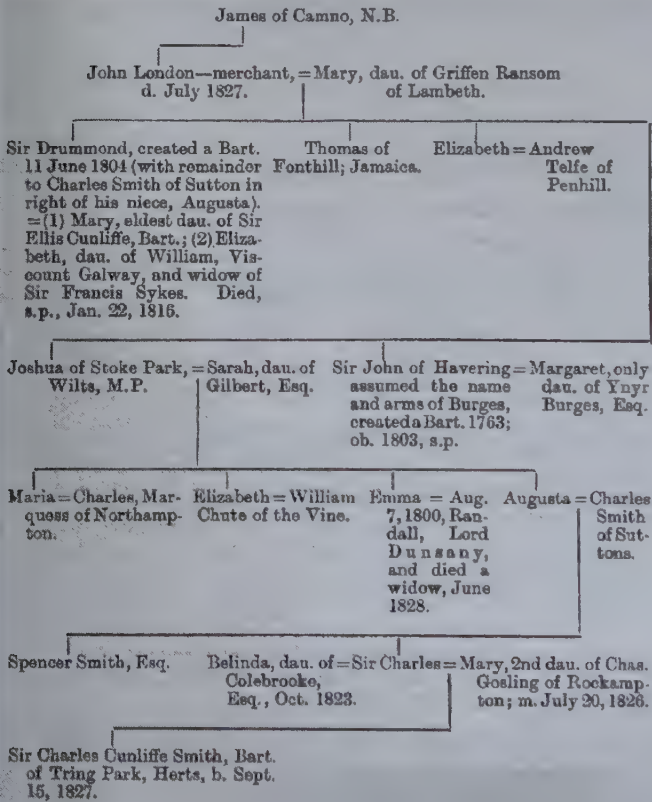 James of Camno, N.B.
John London—merchant, = Mary, dau. of Griffen Ransom
d. July 1827. of Lambeth.
Sir Drummond, created a Bart.
11 June 1804 (with remainder
to Charles Smith of Sutton in
right of his niece, Augusta).
=(1) Mary, eldest dau. of Sir
Ellis Cunliffe, Bart.; (2) Eliza-
beth, dau. of William, Vis-
count Galway, and widow of
Sir Francis Sykes. Died,
s.p., Jan. 22, 1816.
Thomas of
Fonthill; Jamaica.
Elizabeth = Andrew
Telfe of
Penhill.
Joshua of Stoke Park, = Sarah, dau. of
Wilts, M.P. Gilbert, Esq.
Sir John of Havering = Margaret, only
assumed the name dau. of Ynyr
and arms of Burges, Burges, Esq.
created a Bart. 1763;
ob. 1803, s.p.
Maria = Charles, Mar-
quess of Northamp-
ton.
Elizabeth = William
Chute of the Vine.
Emma = Aug.
7, 1800, Ran-
dall, Lord
Dunsany,
and died a
widow, June
1828.
Augusta = Charles
Smith
of Sut-
tons.
Spencer Smith, Esq.
Belinda, dau. of = Sir Charles = Mary, 2nd dau. of Chas.
Colebrooke, Gosling of Rockamp-
Esq., Oct. 1823. ton; m. July 20, 1826.
Sir Charles Cunliffe Smith, Bart.
of Tring Park, Herts, b. Sept.
15, 1827.